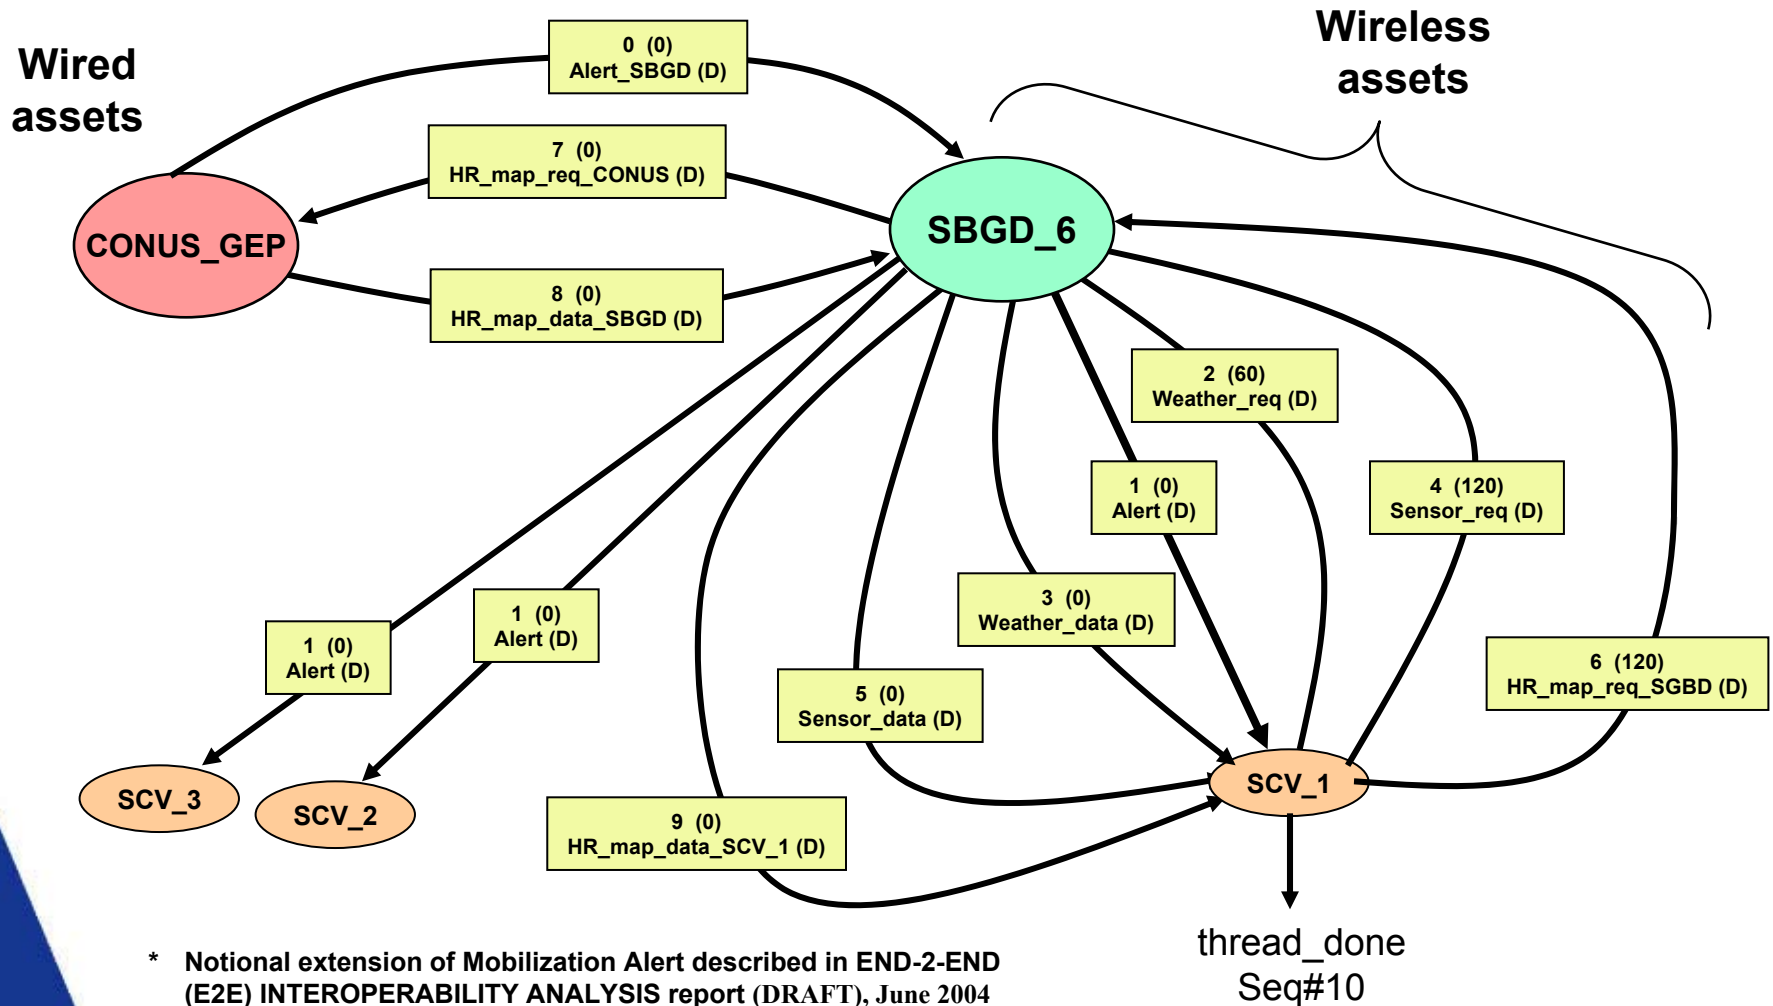 Wired
assets
Wireless
assets
0 (0)
Alert_SBGD (D)
7 (0)
HR_map_req_CONUS (D)
CONUS_GEP
SBGD_6
8 (0)
HR_map_data_SBGD (D)
2 (60)
Weather_req (D)
1 (0)
Alert (D)
4 (120)
Sensor_req (D)
3 (0)
Weather_data (D)
1 (0)
Alert (D)
1 (0)
Alert (D)
5 (0)
Sensor_data (D)
6 (120)
HR_map_req_SGBD (D)
SCV_3
SCV_2
SCV_1
9 (0)
HR_map_data_SCV_1 (D)
thread_done
Seq#10
* Notional extension of Mobilization Alert described in END-2-END
(E2E) INTEROPERABILITY ANALYSIS report (DRAFT), June 2004